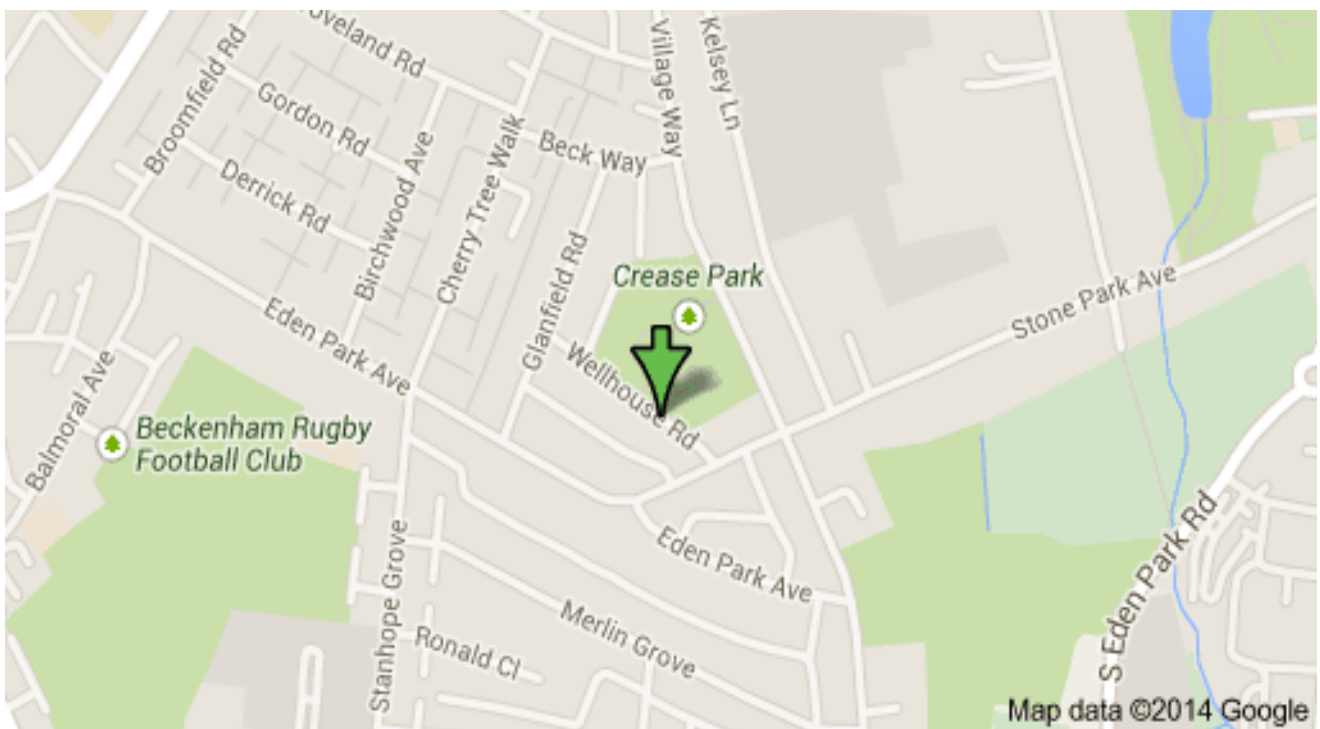 oveland Rd
Village Way
Kelsey Ln
Broomfield Rd
Gordon Rd
Beck Way
Derrick Rd
Birchwood Ave
Cherry Tree Walk
Glanfield Rd
Crease Park
Stone Park Ave
Eden Park Ave
Wellhouse Rd
Balmoral Ave
Beckenham Rugby
Football Club
Stanhope Grove
Eden Park Ave
S Eden Park Rd
Merlin Grove
Ronald Cl
Map data ©2014 Google